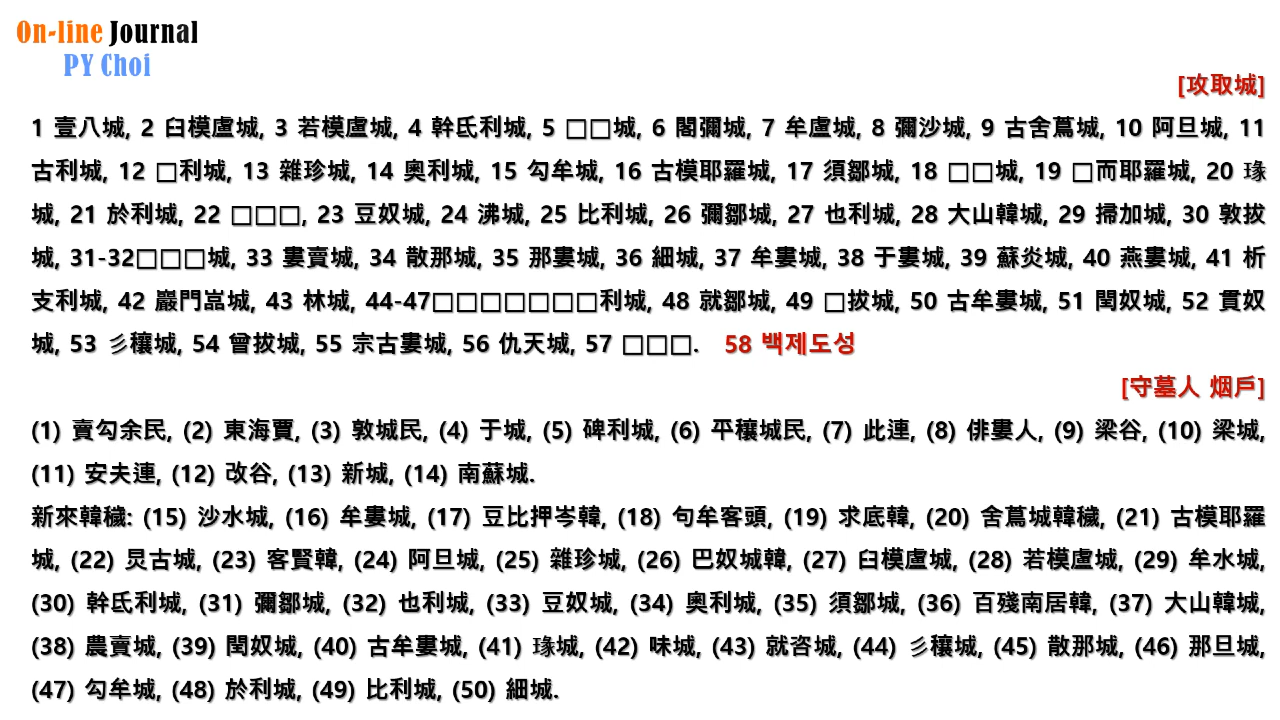 On-line Journal
PY Choi
[攻取城]
1 壹八城, 2 臼模盧城, 3 若模盧城, 4 幹氐利城, 5 □□城, 6 閣彌城, 7 牟盧城, 8 彌沙城, 9 古舍蔦城, 10 阿旦城, 11
古利城, 12 □利城, 13 雜珍城, 14 奧利城, 15 勾牟城, 16 古模耶羅城, 17 須鄒城, 18 □□城, 19 □而耶羅城, 20 瑑
城, 21 於利城, 22 □□□, 23 豆奴城, 24 沸城, 25 比利城, 26 彌鄒城, 27 也利城, 28 大山韓城, 29 掃加城, 30 敦拔
城, 31-32□□□城, 33 婁賣城, 34 散那城, 35 那婁城, 36 細城, 37 牟婁城, 38 于婁城, 39 蘇炎城, 40 燕婁城, 41 析
支利城, 42 巖門嵓城, 43 林城, 44-47□□□□□□□利城, 48 就鄒城, 49 □拔城, 50 古牟婁城, 51 閏奴城, 52 貫奴
城, 53 彡穰城, 54 曾拔城, 55 宗古婁城, 56 仇天城, 57 □□□. 58 백제도성
[守墓人 烟戶]
(1) 賣勾余民, (2) 東海賈, (3) 敦城民, (4) 于城, (5) 碑利城, (6) 平穰城民, (7) 此連, (8) 俳婁人, (9) 梁谷, (10) 梁城,
(11) 安夫連, (12) 改谷, (13) 新城, (14) 南蘇城.
新來韓穢: (15) 沙水城, (16) 牟婁城, (17) 豆比押岑韓, (18) 句牟客頭, (19) 求底韓, (20) 舍蔦城韓穢, (21) 古模耶羅
城, (22) 炅古城, (23) 客賢韓, (24) 阿旦城, (25) 雜珍城, (26) 巴奴城韓, (27) 臼模盧城, (28) 若模盧城, (29) 牟水城,
(30) 幹氐利城, (31) 彌鄒城, (32) 也利城, (33) 豆奴城, (34) 奧利城, (35) 須鄒城, (36) 百殘南居韓, (37) 大山韓城,
(38) 農賣城, (39) 閏奴城, (40) 古牟婁城, (41) 瑑城, (42) 味城, (43) 就咨城, (44) 彡穰城, (45) 散那城, (46) 那旦城,
(47) 勾牟城, (48) 於利城, (49) 比利城, (50) 細城.